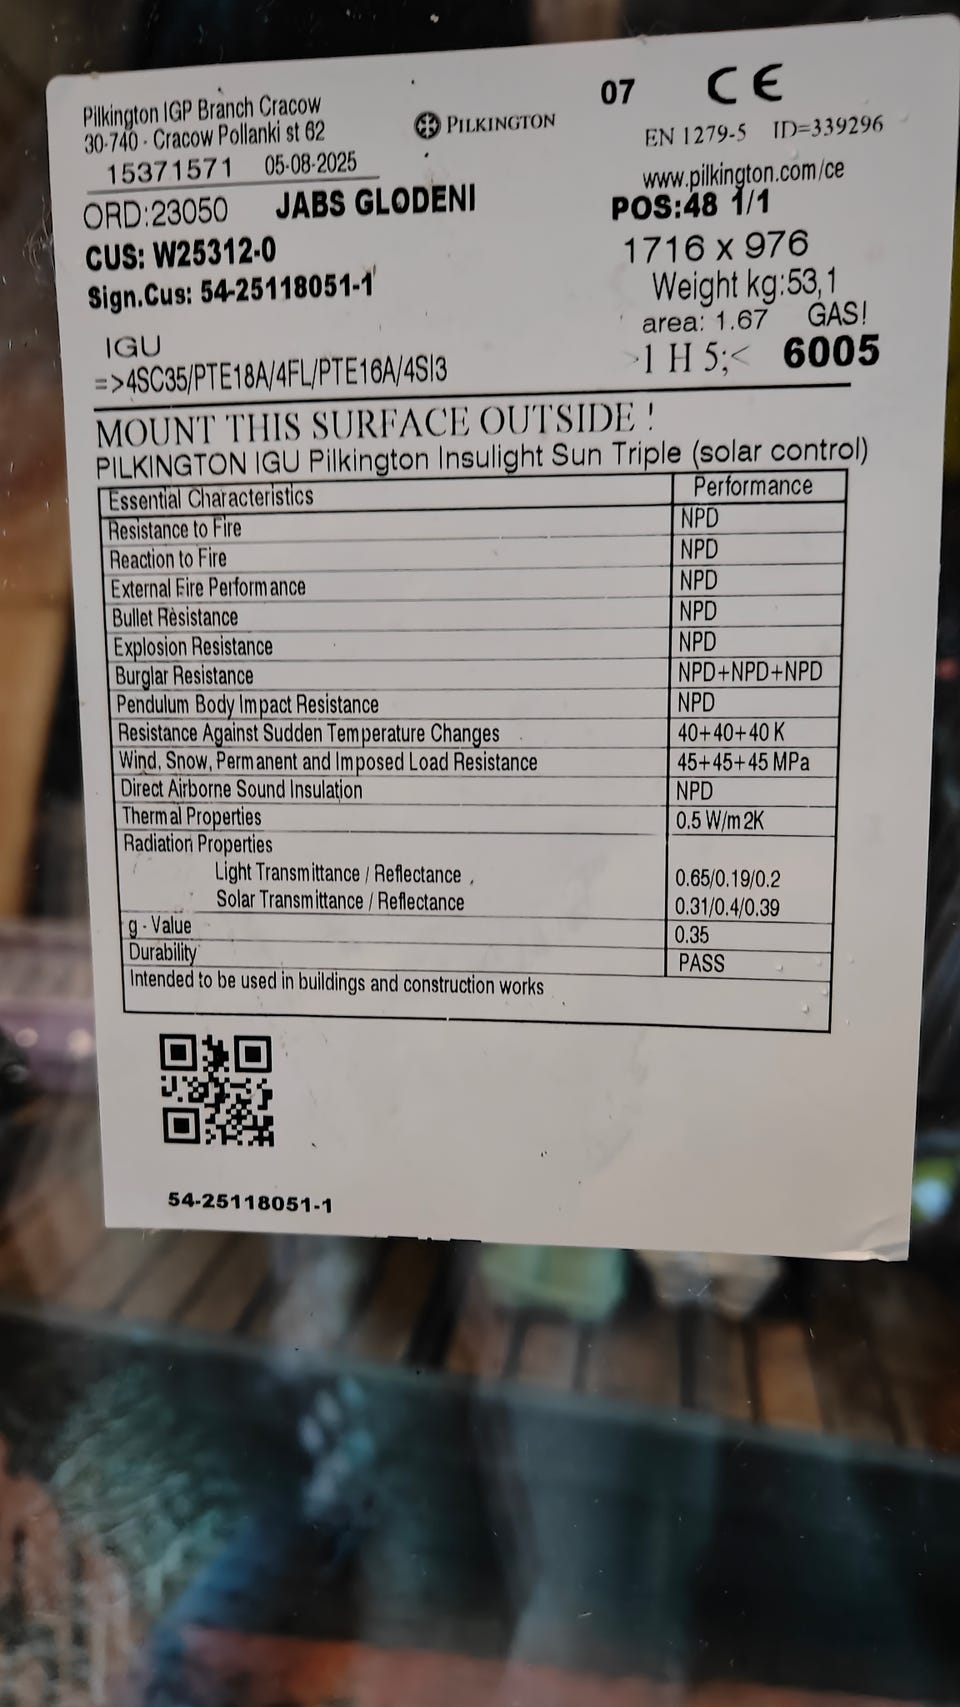 Pilkington IGP Branch Cracow
30-740 - Cracow Pollanki st 62
15371571 05-08-2025
PILKINGTON
07 CE
EN 1279-5 ID=339296
www.pilkington.com/ce
ORD:23050 JABS GLODENI
POS:48 1/1
CUS: W25312-0
1716 x 976
Sign.Cus: 54-25118051-1
Weight kg:53,1
area: 1.67 GAS!
IGU
>1 H 5;< 6005
=>4SC35/PTE18A/4FL/PTE16A/4SI3
MOUNT THIS SURFACE OUTSIDE !
PILKINGTON IGU Pilkington Insulight Sun Triple (solar control)
Essential Characteristics Performance
Resistance to Fire NPD
Reaction to Fire NPD
External Fire Performance NPD
Bullet Resistance NPD
Explosion Resistance NPD
Burglar Resistance NPD+NPD+NPD
Pendulum Body Impact Resistance NPD
Resistance Against Sudden Temperature Changes 40+40+40 K
Wind, Snow, Permanent and Imposed Load Resistance 45+45+45 MPa
Direct Airborne Sound Insulation NPD
Thermal Properties 0.5 W/m2K
Radiation Properties
Light Transmittance / Reflectance 0.65/0.19/0.2
Solar Transmittance / Reflectance 0.31/0.4/0.39
g - Value 0.35
Durability PASS
Intended to be used in buildings and construction works
54-25118051-1